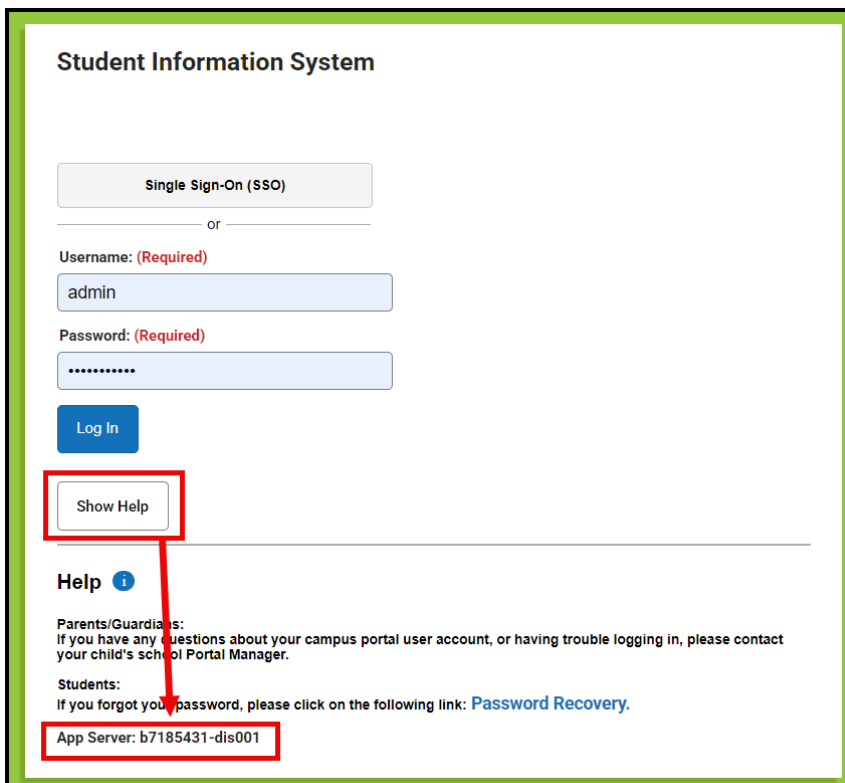 Student Information System
Single Sign-On (SSO)
or
Username: (Required)
admin
Password: (Required)
•••••••••••
Log In
Show Help
Help i
Parents/Guardians:
If you have any questions about your campus portal user account, or having trouble logging in, please contact
your child's school Portal Manager.
Students:
If you forgot your password, please click on the following link: Password Recovery.
App Server: b7185431-dis001